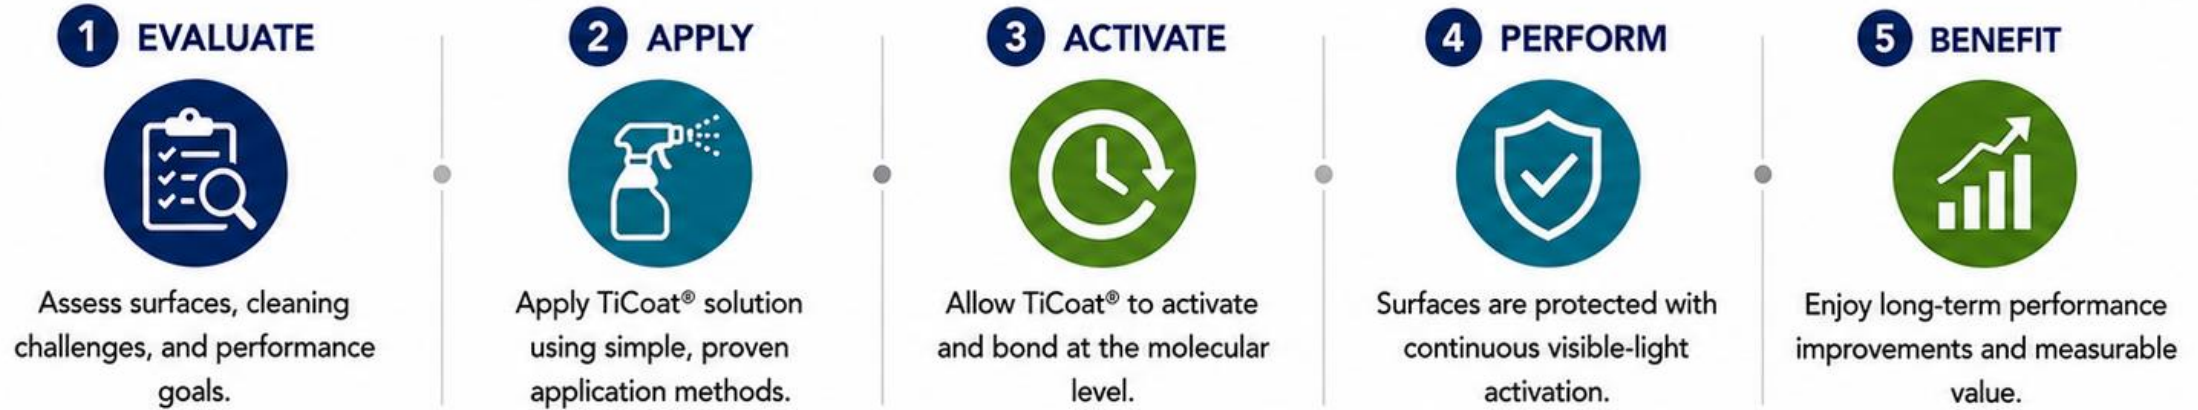 1 EVALUATE
Assess surfaces, cleaning
challenges, and performance
goals.
2 APPLY
Apply TiCoat® solution
using simple, proven
application methods.
3 ACTIVATE
Allow TiCoat® to activate
and bond at the molecular
level.
4 PERFORM
Surfaces are protected with
continuous visible-light
activation.
5 BENEFIT
Enjoy long-term performance
improvements and measurable
value.